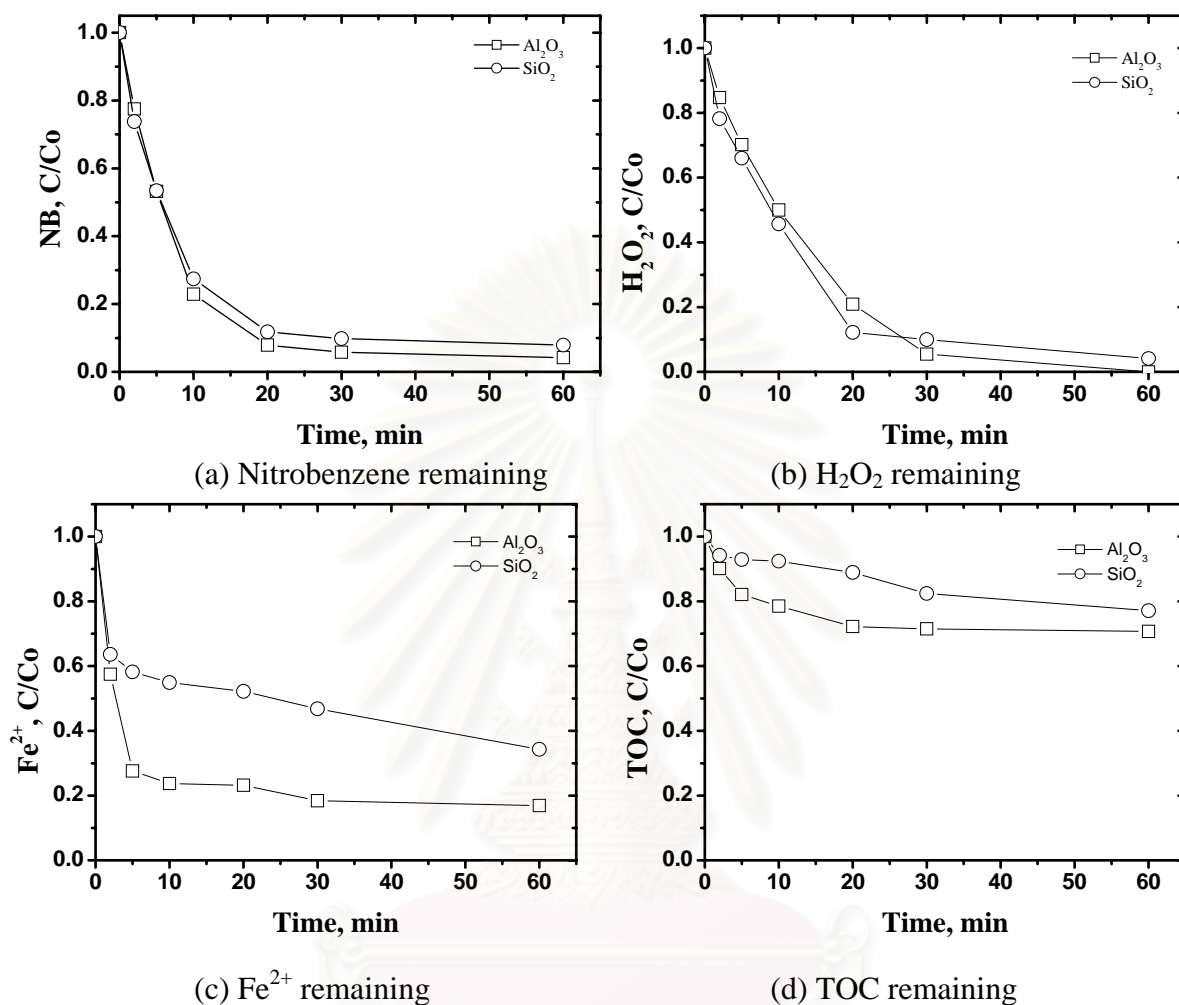 1.0
0.8
0.6
0.4
0.2
0.0
NB, C/Co
Al₂O₃
SiO₂
0 10 20 30 40 50 60
Time, min
(a) Nitrobenzene remaining
1.0
0.8
0.6
0.4
0.2
0.0
H₂O₂, C/Co
Al₂O₃
SiO₂
0 10 20 30 40 50 60
Time, min
(b) H₂O₂ remaining
1.0
0.8
0.6
0.4
0.2
0.0
Fe²⁺, C/Co
Al₂O₃
SiO₂
0 10 20 30 40 50 60
Time, min
(c) Fe²⁺ remaining
1.0
0.8
0.6
0.4
0.2
0.0
TOC, C/Co
Al₂O₃
SiO₂
0 10 20 30 40 50 60
Time, min
(d) TOC remaining